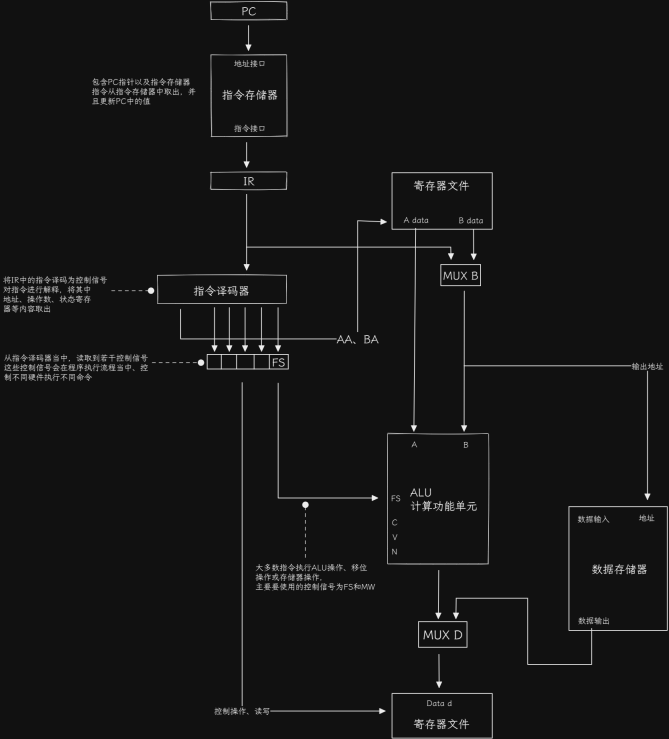 PC
地址接口
包含PC指针以及指令存储器
指令从指令存储器中取出、并
且更新PC中的值
指令存储器
指令接口
IR
寄存器文件
A data
B data
MUX B
将IR中的指令译码为控制信号
对指令进行解释，将其中
地址、操作数、状态寄存
器等内容取出
指令译码器
AA、BA
从指令译码器当中，读取到若干控制信号
这些控制信号会在程序执行流程当中、控
制不同硬件执行不同命令
FS
输出地址
A
B
FS
ALU
计算功能单元
C
V
N
数据输入
地址
数据存储器
数据输出
大多数指令执行ALU操作、移位
操作或存储器操作，
主要要使用的控制信号为FS和MW
MUX D
控制操作、读写
Data d
寄存器文件